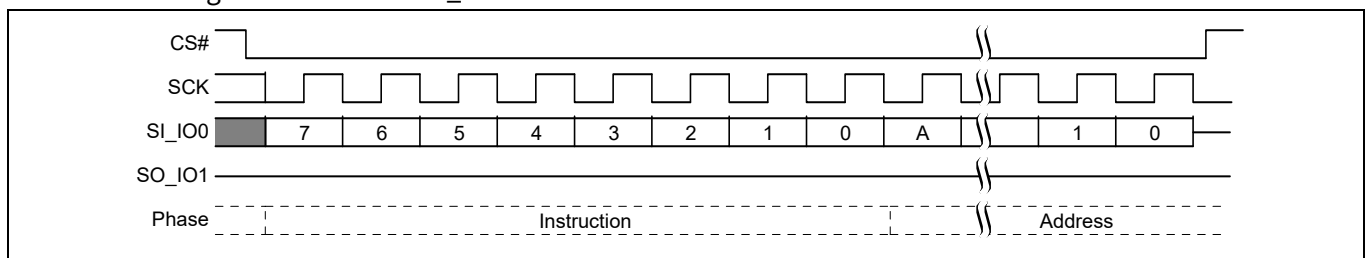 CS#
SCK
SI_IO0 7 6 5 4 3 2 1 0 A 1 0
SO_IO1
Phase Instruction Address